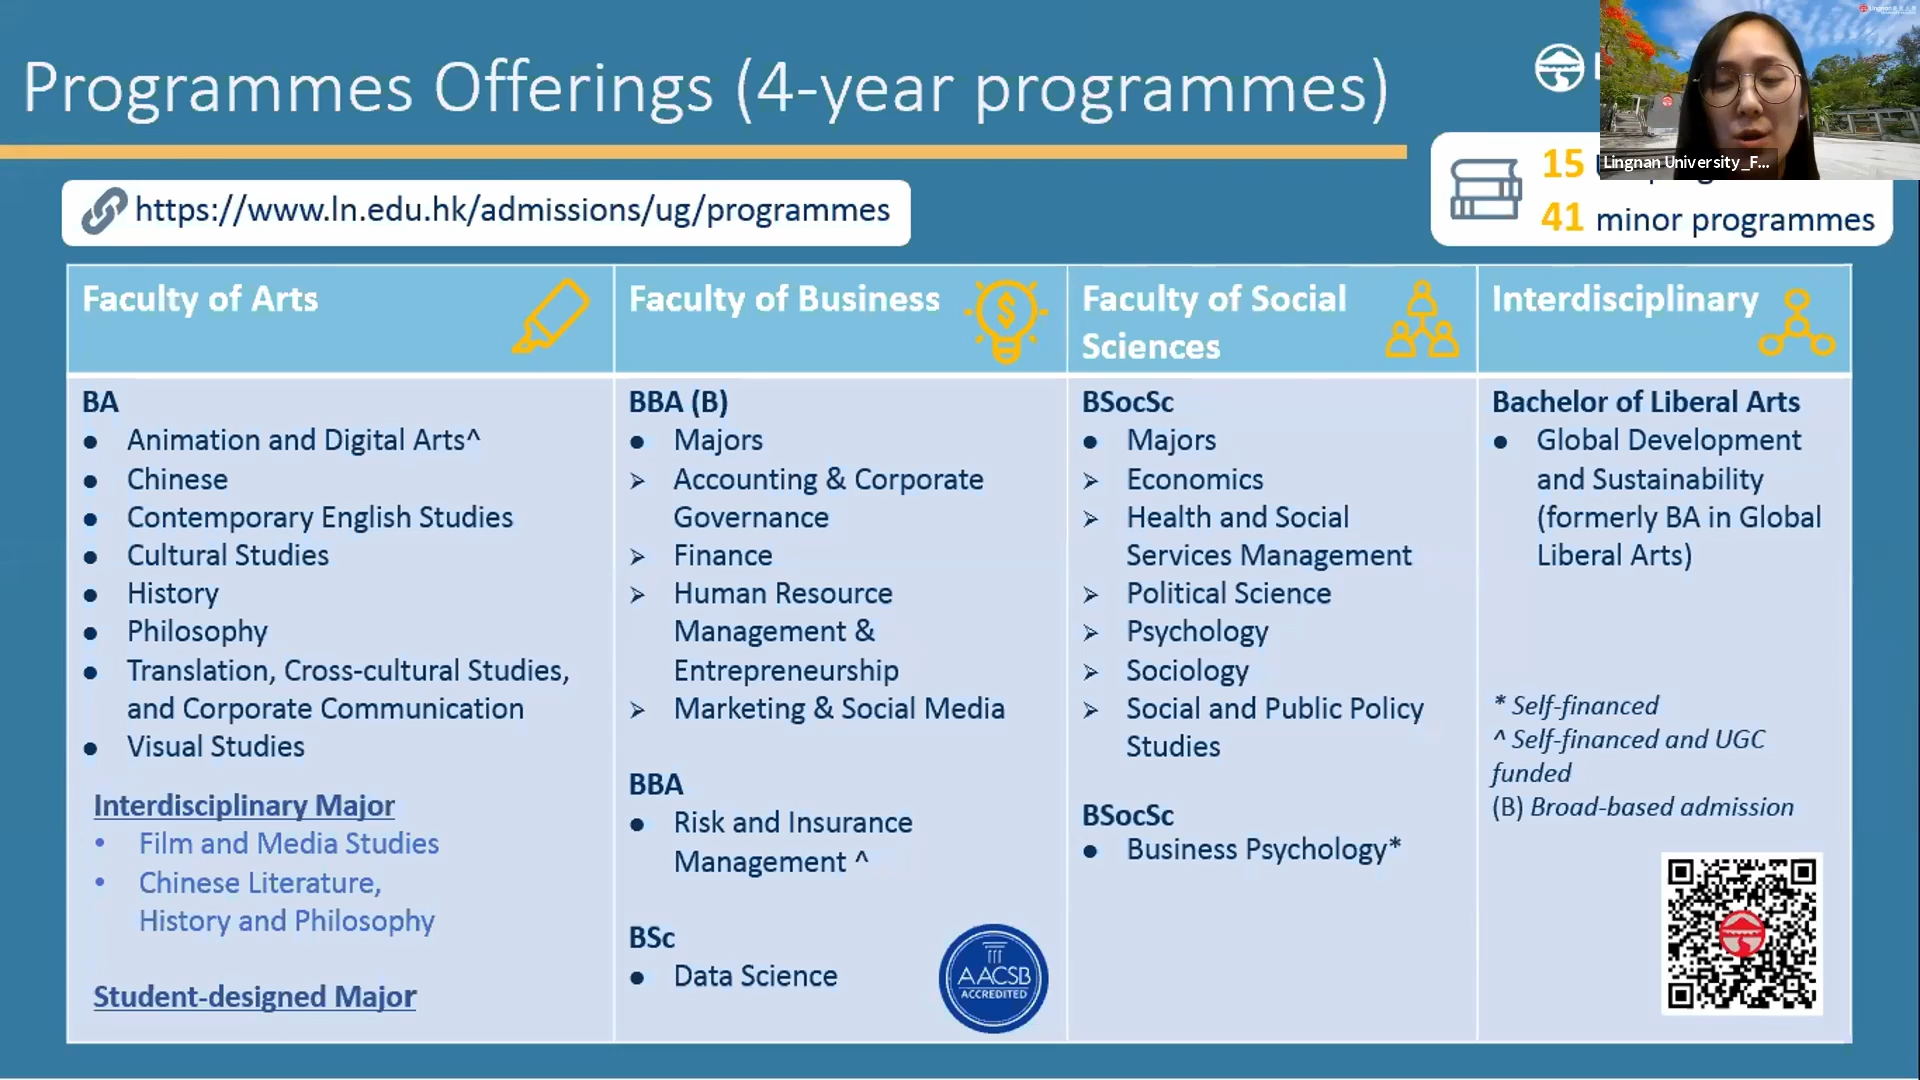 Programmes Offerings (4-year programmes)
Lingnan University_F...
https://www.ln.edu.hk/admissions/ug/programmes
15
41 minor programmes
Faculty of Arts
BA
● Animation and Digital Arts^
● Chinese
● Contemporary English Studies
● Cultural Studies
● History
● Philosophy
● Translation, Cross-cultural Studies,
and Corporate Communication
● Visual Studies
Interdisciplinary Major
• Film and Media Studies
• Chinese Literature,
History and Philosophy
Student-designed Major
Faculty of Business
BBA (B)
● Majors
➢ Accounting & Corporate
Governance
➢ Finance
➢ Human Resource
Management &
Entrepreneurship
➢ Marketing & Social Media
BBA
● Risk and Insurance
Management ^
BSc
● Data Science
AACSB
ACCREDITED
Faculty of Social
Sciences
BSocSc
● Majors
➢ Economics
➢ Health and Social
Services Management
➢ Political Science
➢ Psychology
➢ Sociology
➢ Social and Public Policy
Studies
BSocSc
● Business Psychology*
Interdisciplinary
Bachelor of Liberal Arts
● Global Development
and Sustainability
(formerly BA in Global
Liberal Arts)
* Self-financed
^ Self-financed and UGC
funded
(B) Broad-based admission